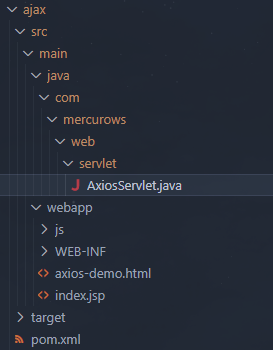 ajax
src
main
java
com
mercurows
web
servlet
AxiosServlet.java
webapp
js
WEB-INF
axios-demo.html
index.jsp
target
pom.xml